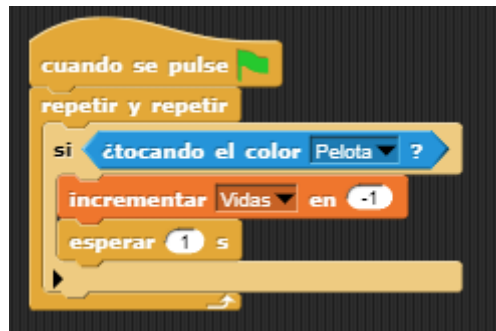 cuando se pulse
repetir y repetir
si ¿tocando el color Pelota ?
incrementar Vidas en -1
esperar 1 s